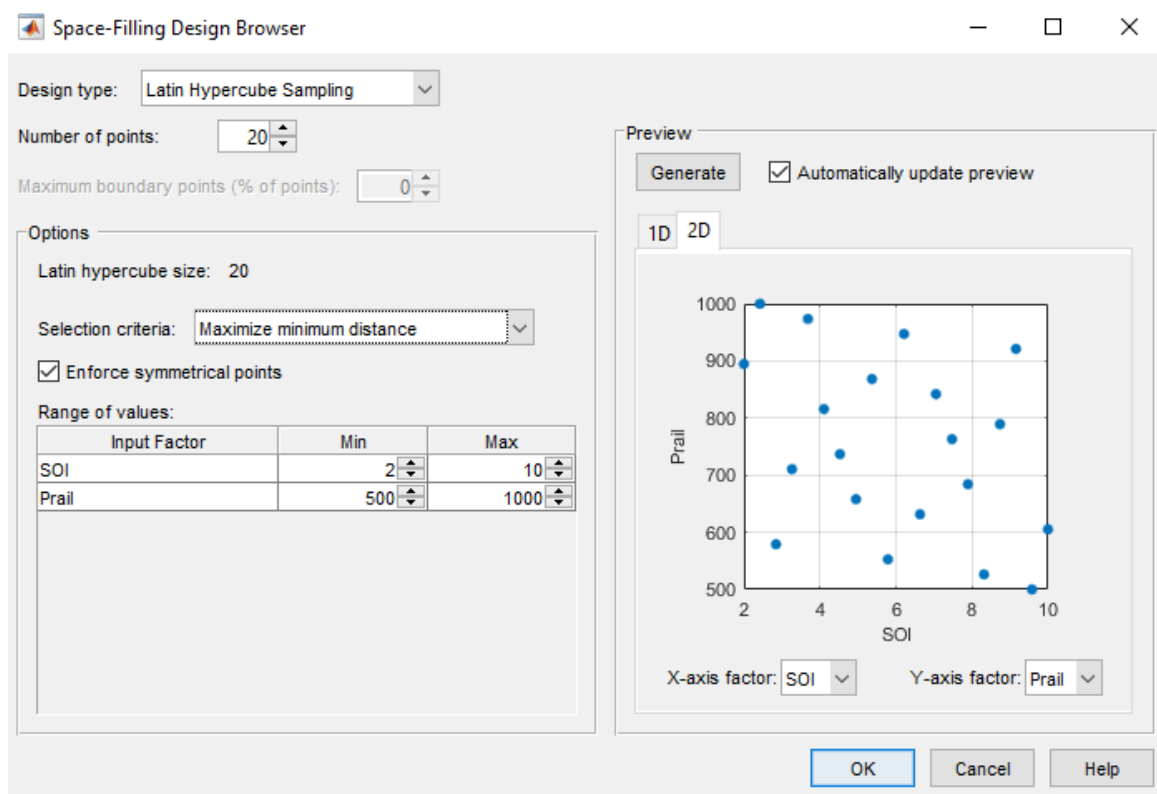 Space-Filling Design Browser
Design type: Latin Hypercube Sampling
Number of points: 20
Maximum boundary points (% of points): 0
Options
Latin hypercube size: 20
Selection criteria: Maximize minimum distance
Enforce symmetrical points
Range of values:
Input Factor Min Max
SOI 2 10
Prail 500 1000
Preview
Generate Automatically update preview
1D 2D
1000
900
800
700
600
500
Prail
2 4 6 8 10
SOI
X-axis factor: SOI Y-axis factor: Prail
OK Cancel Help